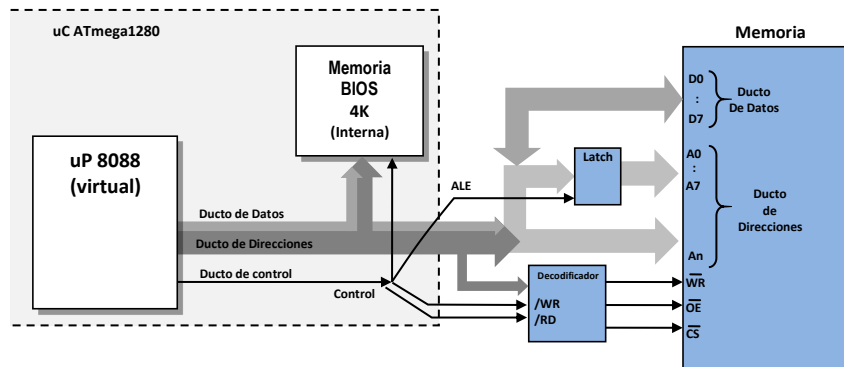 uC ATmega1280
Memoria
BIOS
4K
(Interna)
uP 8088
(virtual)
Ducto de Datos
Ducto de Direcciones
Ducto de control
Control
ALE
Latch
Decodificador
/WR
/RD
Memoria
D0
:
D7
Ducto
De Datos
A0
:
A7
An
Ducto
de
Direcciones
WR
OE
CS